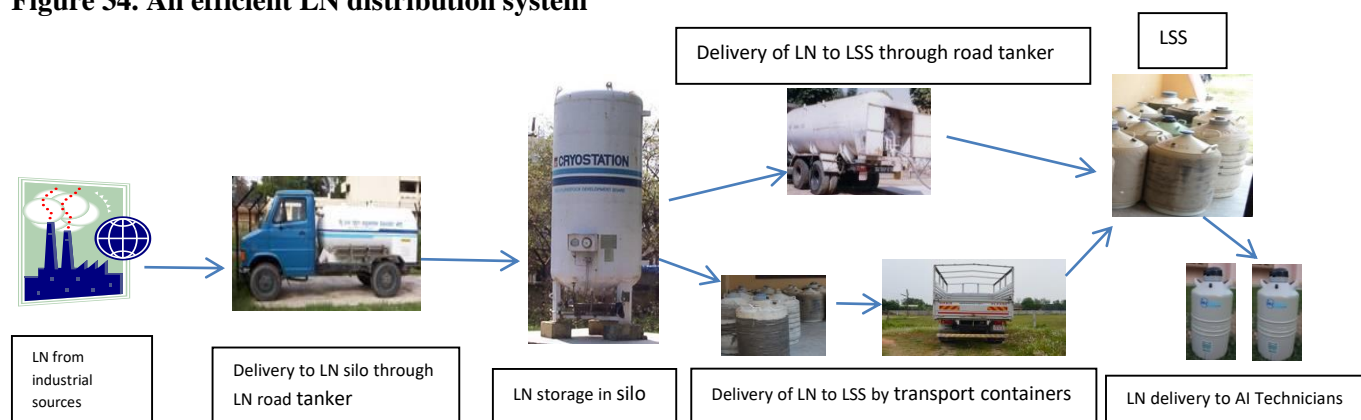 Figure 34. An efficient LN distribution system
Delivery of LN to LSS through road tanker
LSS
CRYOSTATION
LN from
industrial
sources
Delivery to LN silo through
LN road tanker
LN storage in silo
Delivery of LN to LSS by transport containers
LN delivery to AI Technicians